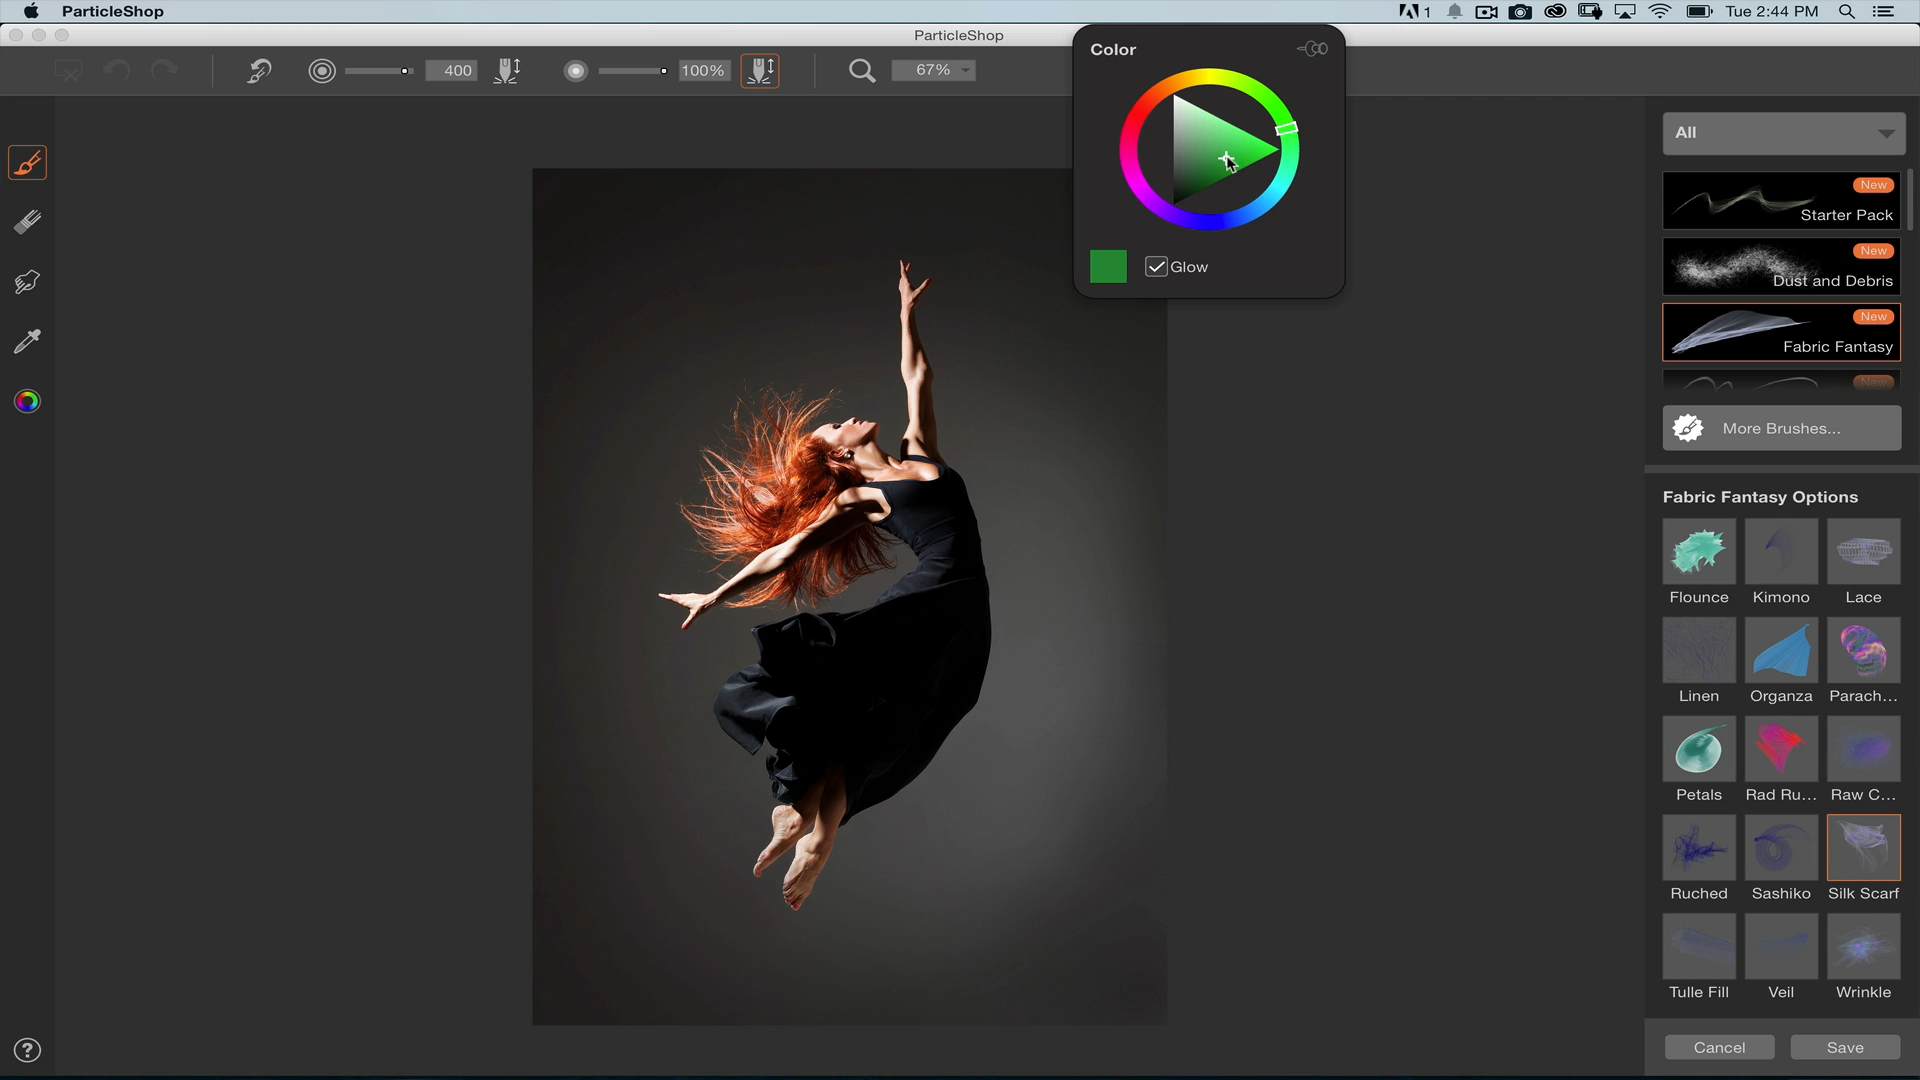 ParticleShop
1
Tue 2:44 PM
ParticleShop
400
100%
67%
Color
Glow
All
New
Starter Pack
New
Dust and Debris
New
Fabric Fantasy
New
More Brushes...
Fabric Fantasy Options
Flounce
Kimono
Lace
Linen
Organza
Parach...
Petals
Rad Ru...
Raw C...
Ruched
Sashiko
Silk Scarf
Tulle Fill
Veil
Wrinkle
?
Cancel
Save